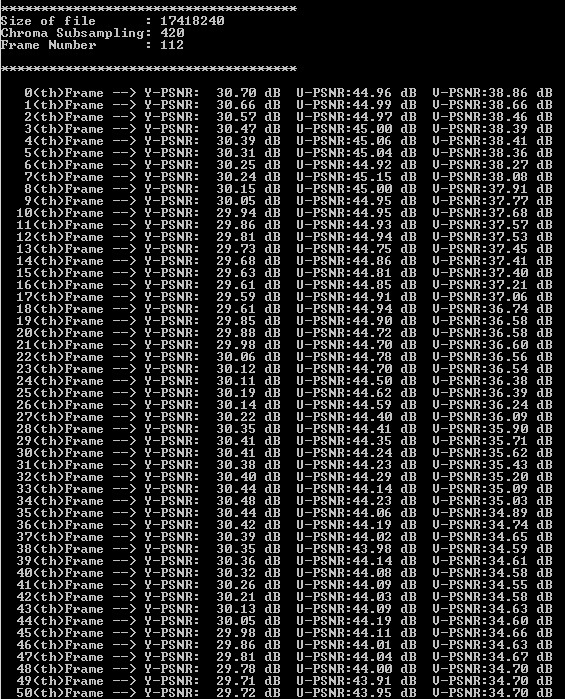 *************************************
Size of file       : 17418240
Chroma Subsampling: 420
Frame Number       : 112
*************************************
0(th)Frame --> Y-PSNR:  30.70 dB  U-PSNR:44.96 dB  V-PSNR:38.86 dB
1(th)Frame --> Y-PSNR:  30.66 dB  U-PSNR:44.99 dB  V-PSNR:38.66 dB
2(th)Frame --> Y-PSNR:  30.57 dB  U-PSNR:44.97 dB  V-PSNR:38.46 dB
3(th)Frame --> Y-PSNR:  30.47 dB  U-PSNR:45.00 dB  V-PSNR:38.39 dB
4(th)Frame --> Y-PSNR:  30.39 dB  U-PSNR:45.06 dB  V-PSNR:38.41 dB
5(th)Frame --> Y-PSNR:  30.31 dB  U-PSNR:45.04 dB  V-PSNR:38.36 dB
6(th)Frame --> Y-PSNR:  30.25 dB  U-PSNR:44.92 dB  V-PSNR:38.27 dB
7(th)Frame --> Y-PSNR:  30.24 dB  U-PSNR:45.15 dB  V-PSNR:38.08 dB
8(th)Frame --> Y-PSNR:  30.15 dB  U-PSNR:45.00 dB  V-PSNR:37.91 dB
9(th)Frame --> Y-PSNR:  30.05 dB  U-PSNR:44.95 dB  V-PSNR:37.77 dB
10(th)Frame --> Y-PSNR:  29.94 dB  U-PSNR:44.95 dB  V-PSNR:37.68 dB
11(th)Frame --> Y-PSNR:  29.86 dB  U-PSNR:44.93 dB  V-PSNR:37.57 dB
12(th)Frame --> Y-PSNR:  29.81 dB  U-PSNR:44.94 dB  V-PSNR:37.53 dB
13(th)Frame --> Y-PSNR:  29.73 dB  U-PSNR:44.75 dB  V-PSNR:37.45 dB
14(th)Frame --> Y-PSNR:  29.68 dB  U-PSNR:44.86 dB  V-PSNR:37.41 dB
15(th)Frame --> Y-PSNR:  29.63 dB  U-PSNR:44.81 dB  V-PSNR:37.40 dB
16(th)Frame --> Y-PSNR:  29.61 dB  U-PSNR:44.85 dB  V-PSNR:37.21 dB
17(th)Frame --> Y-PSNR:  29.59 dB  U-PSNR:44.91 dB  V-PSNR:37.06 dB
18(th)Frame --> Y-PSNR:  29.61 dB  U-PSNR:44.94 dB  V-PSNR:36.74 dB
19(th)Frame --> Y-PSNR:  29.85 dB  U-PSNR:44.90 dB  V-PSNR:36.58 dB
20(th)Frame --> Y-PSNR:  29.88 dB  U-PSNR:44.72 dB  V-PSNR:36.58 dB
21(th)Frame --> Y-PSNR:  29.98 dB  U-PSNR:44.70 dB  V-PSNR:36.60 dB
22(th)Frame --> Y-PSNR:  30.06 dB  U-PSNR:44.78 dB  V-PSNR:36.56 dB
23(th)Frame --> Y-PSNR:  30.12 dB  U-PSNR:44.70 dB  V-PSNR:36.54 dB
24(th)Frame --> Y-PSNR:  30.11 dB  U-PSNR:44.50 dB  V-PSNR:36.38 dB
25(th)Frame --> Y-PSNR:  30.19 dB  U-PSNR:44.62 dB  V-PSNR:36.39 dB
26(th)Frame --> Y-PSNR:  30.14 dB  U-PSNR:44.59 dB  V-PSNR:36.24 dB
27(th)Frame --> Y-PSNR:  30.22 dB  U-PSNR:44.40 dB  V-PSNR:36.09 dB
28(th)Frame --> Y-PSNR:  30.35 dB  U-PSNR:44.41 dB  V-PSNR:35.90 dB
29(th)Frame --> Y-PSNR:  30.41 dB  U-PSNR:44.35 dB  V-PSNR:35.71 dB
30(th)Frame --> Y-PSNR:  30.41 dB  U-PSNR:44.24 dB  V-PSNR:35.62 dB
31(th)Frame --> Y-PSNR:  30.38 dB  U-PSNR:44.23 dB  V-PSNR:35.43 dB
32(th)Frame --> Y-PSNR:  30.40 dB  U-PSNR:44.29 dB  V-PSNR:35.20 dB
33(th)Frame --> Y-PSNR:  30.44 dB  U-PSNR:44.14 dB  V-PSNR:35.09 dB
34(th)Frame --> Y-PSNR:  30.48 dB  U-PSNR:44.23 dB  V-PSNR:35.03 dB
35(th)Frame --> Y-PSNR:  30.44 dB  U-PSNR:44.06 dB  V-PSNR:34.89 dB
36(th)Frame --> Y-PSNR:  30.42 dB  U-PSNR:44.19 dB  V-PSNR:34.74 dB
37(th)Frame --> Y-PSNR:  30.39 dB  U-PSNR:44.02 dB  V-PSNR:34.65 dB
38(th)Frame --> Y-PSNR:  30.35 dB  U-PSNR:43.98 dB  V-PSNR:34.59 dB
39(th)Frame --> Y-PSNR:  30.36 dB  U-PSNR:44.14 dB  V-PSNR:34.61 dB
40(th)Frame --> Y-PSNR:  30.32 dB  U-PSNR:44.08 dB  V-PSNR:34.58 dB
41(th)Frame --> Y-PSNR:  30.26 dB  U-PSNR:44.09 dB  V-PSNR:34.55 dB
42(th)Frame --> Y-PSNR:  30.21 dB  U-PSNR:44.03 dB  V-PSNR:34.58 dB
43(th)Frame --> Y-PSNR:  30.13 dB  U-PSNR:44.09 dB  V-PSNR:34.63 dB
44(th)Frame --> Y-PSNR:  30.05 dB  U-PSNR:44.19 dB  V-PSNR:34.60 dB
45(th)Frame --> Y-PSNR:  29.98 dB  U-PSNR:44.11 dB  V-PSNR:34.66 dB
46(th)Frame --> Y-PSNR:  29.86 dB  U-PSNR:44.01 dB  V-PSNR:34.63 dB
47(th)Frame --> Y-PSNR:  29.81 dB  U-PSNR:44.04 dB  V-PSNR:34.67 dB
48(th)Frame --> Y-PSNR:  29.78 dB  U-PSNR:44.00 dB  V-PSNR:34.70 dB
49(th)Frame --> Y-PSNR:  29.71 dB  U-PSNR:43.91 dB  V-PSNR:34.70 dB
50(th)Frame --> Y-PSNR:  29.72 dB  U-PSNR:43.95 dB  V-PSNR:34.70 dB